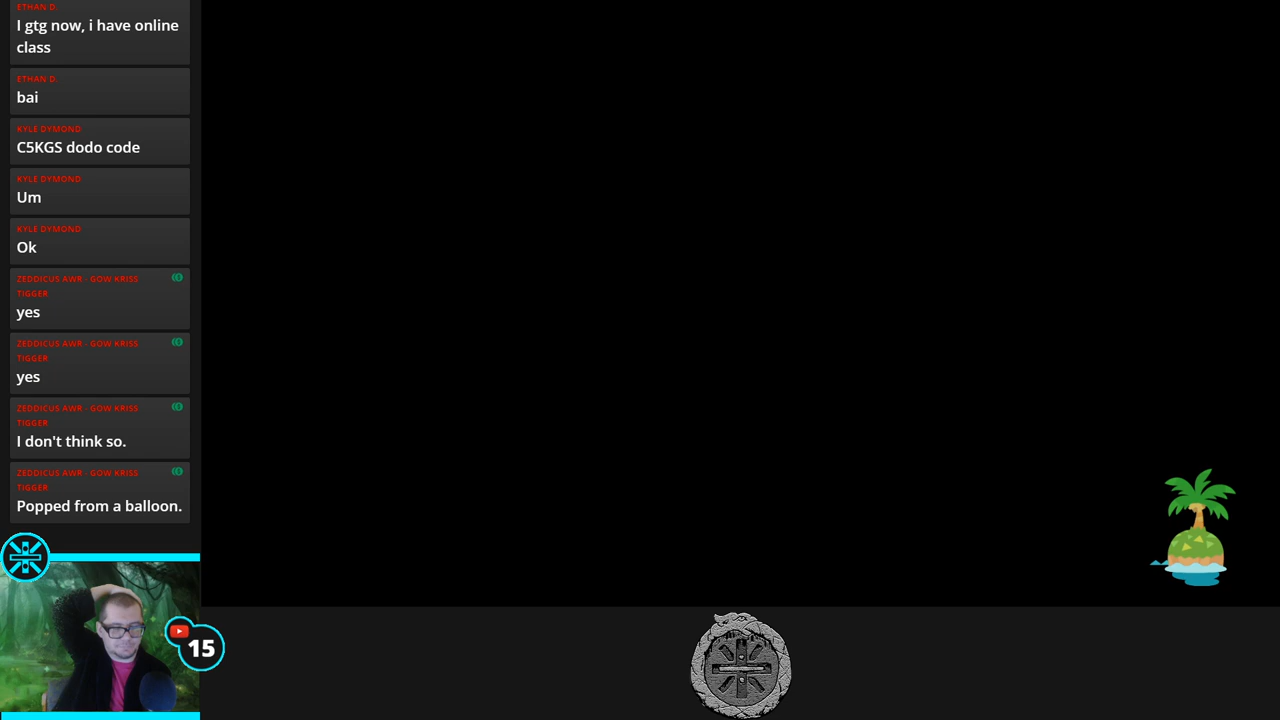 ETHAN D.
I gtg now, i have online
class
ETHAN D.
bai
KYLE DYMOND
C5KGS dodo code
KYLE DYMOND
Um
KYLE DYMOND
Ok
ZEDDICUS AWR - GOW KRISS
TIGGER
yes
ZEDDICUS AWR - GOW KRISS
TIGGER
yes
ZEDDICUS AWR - GOW KRISS
TIGGER
I don't think so.
ZEDDICUS AWR - GOW KRISS
TIGGER
Popped from a balloon.
15